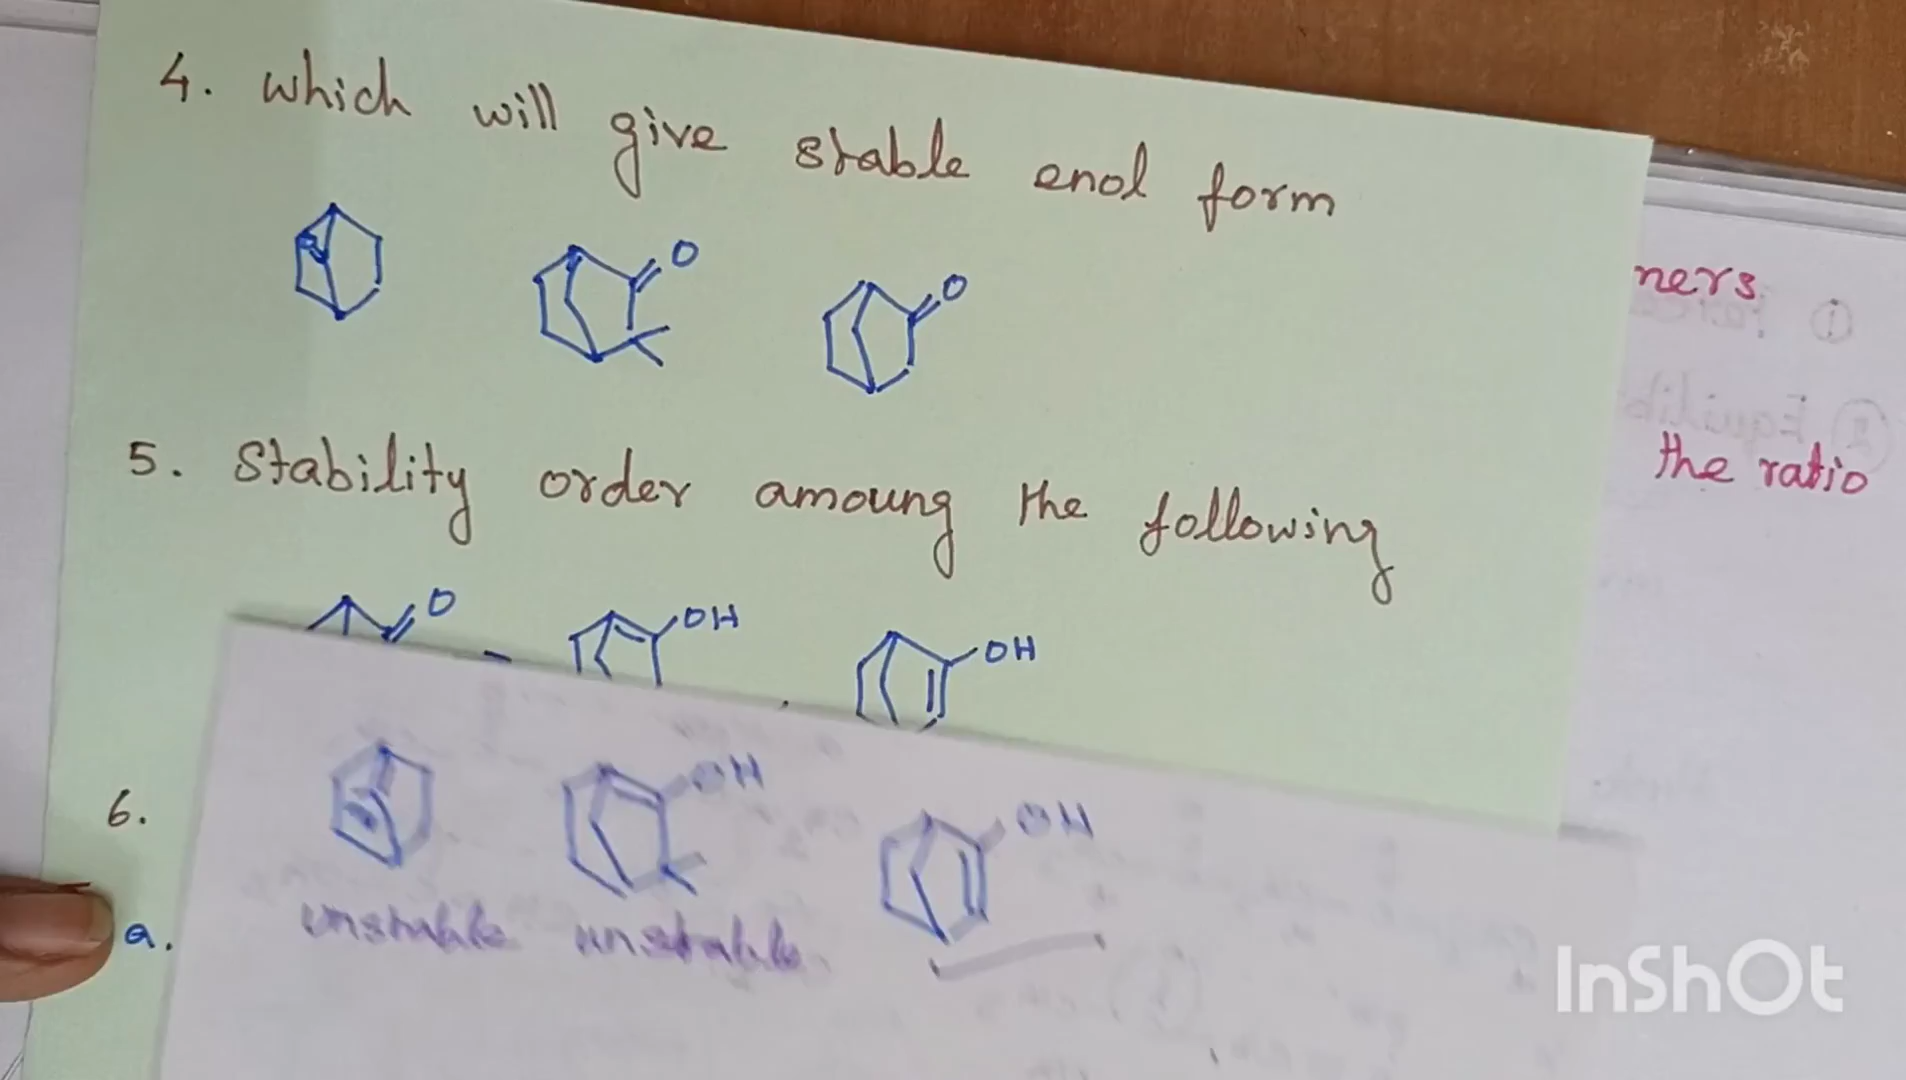 4. which will give stable enol form
O
O
ners
5. Stability order amoung the following
the ratio
O
OH
OH
6.
OH
OH
unstable unstable
a.
InShOt